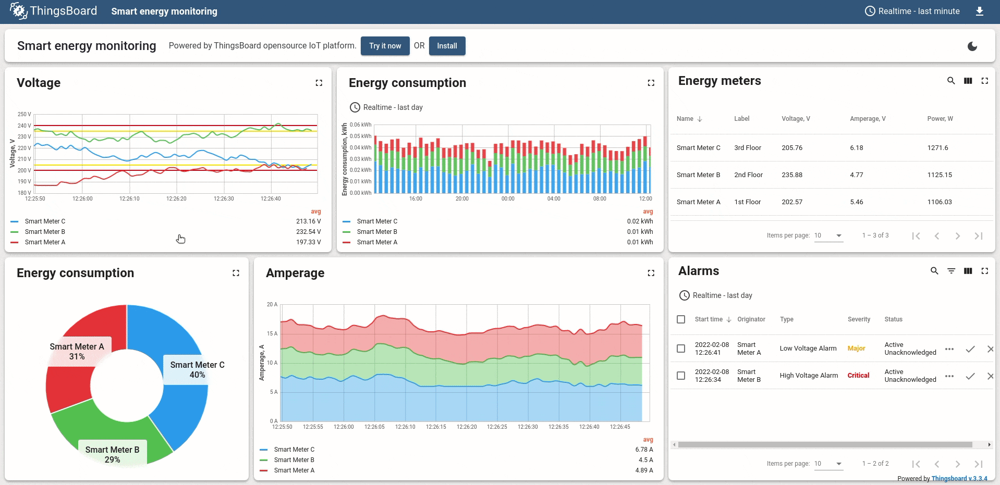 ThingsBoard
Smart energy monitoring
Realtime - last minute
Smart energy monitoring
Powered by ThingsBoard opensource IoT platform.
Try it now
OR
Install
Voltage
Voltage, V
250 V
240 V
230 V
220 V
210 V
200 V
190 V
180 V
12:25:50 12:26:00 12:26:10 12:26:20 12:26:30 12:26:40
avg
Smart Meter C 213.16 V
Smart Meter B 232.54 V
Smart Meter A 197.33 V
Energy consumption
Realtime - last day
Energy consumption, kWh
0.06 kWh
0.05 kWh
0.04 kWh
0.03 kWh
0.02 kWh
0.01 kWh
0.00 kWh
16:00 20:00 00:00 04:00 08:00 12:00
avg
Smart Meter C 0.02 kWh
Smart Meter B 0.01 kWh
Smart Meter A 0.01 kWh
Energy meters
Name Label Voltage, V Amperage, V Power, W
Smart Meter C 3rd Floor 205.76 6.18 1271.6
Smart Meter B 2nd Floor 235.88 4.77 1125.15
Smart Meter A 1st Floor 202.57 5.46 1106.03
Items per page: 10 1 – 3 of 3
Energy consumption
Smart Meter A
31%
Smart Meter C
40%
Smart Meter B
29%
Amperage
Amperage, A
20 A
15 A
10 A
5 A
0 A
12:25:50 12:25:55 12:26:00 12:26:05 12:26:10 12:26:15 12:26:20 12:26:25 12:26:30 12:26:35 12:26:40 12:26:45
avg
Smart Meter C 6.78 A
Smart Meter B 4.5 A
Smart Meter A 4.89 A
Alarms
Realtime - last day
Start time Originator Type Severity Status
2022-02-08 Smart Low Voltage Alarm Major Active
12:26:41 Meter A Unacknowledged
2022-02-08 Smart High Voltage Alarm Critical Active
12:26:34 Meter B Unacknowledged
Items per page: 10 1 – 2 of 2
Powered by Thingsboard v.3.3.4